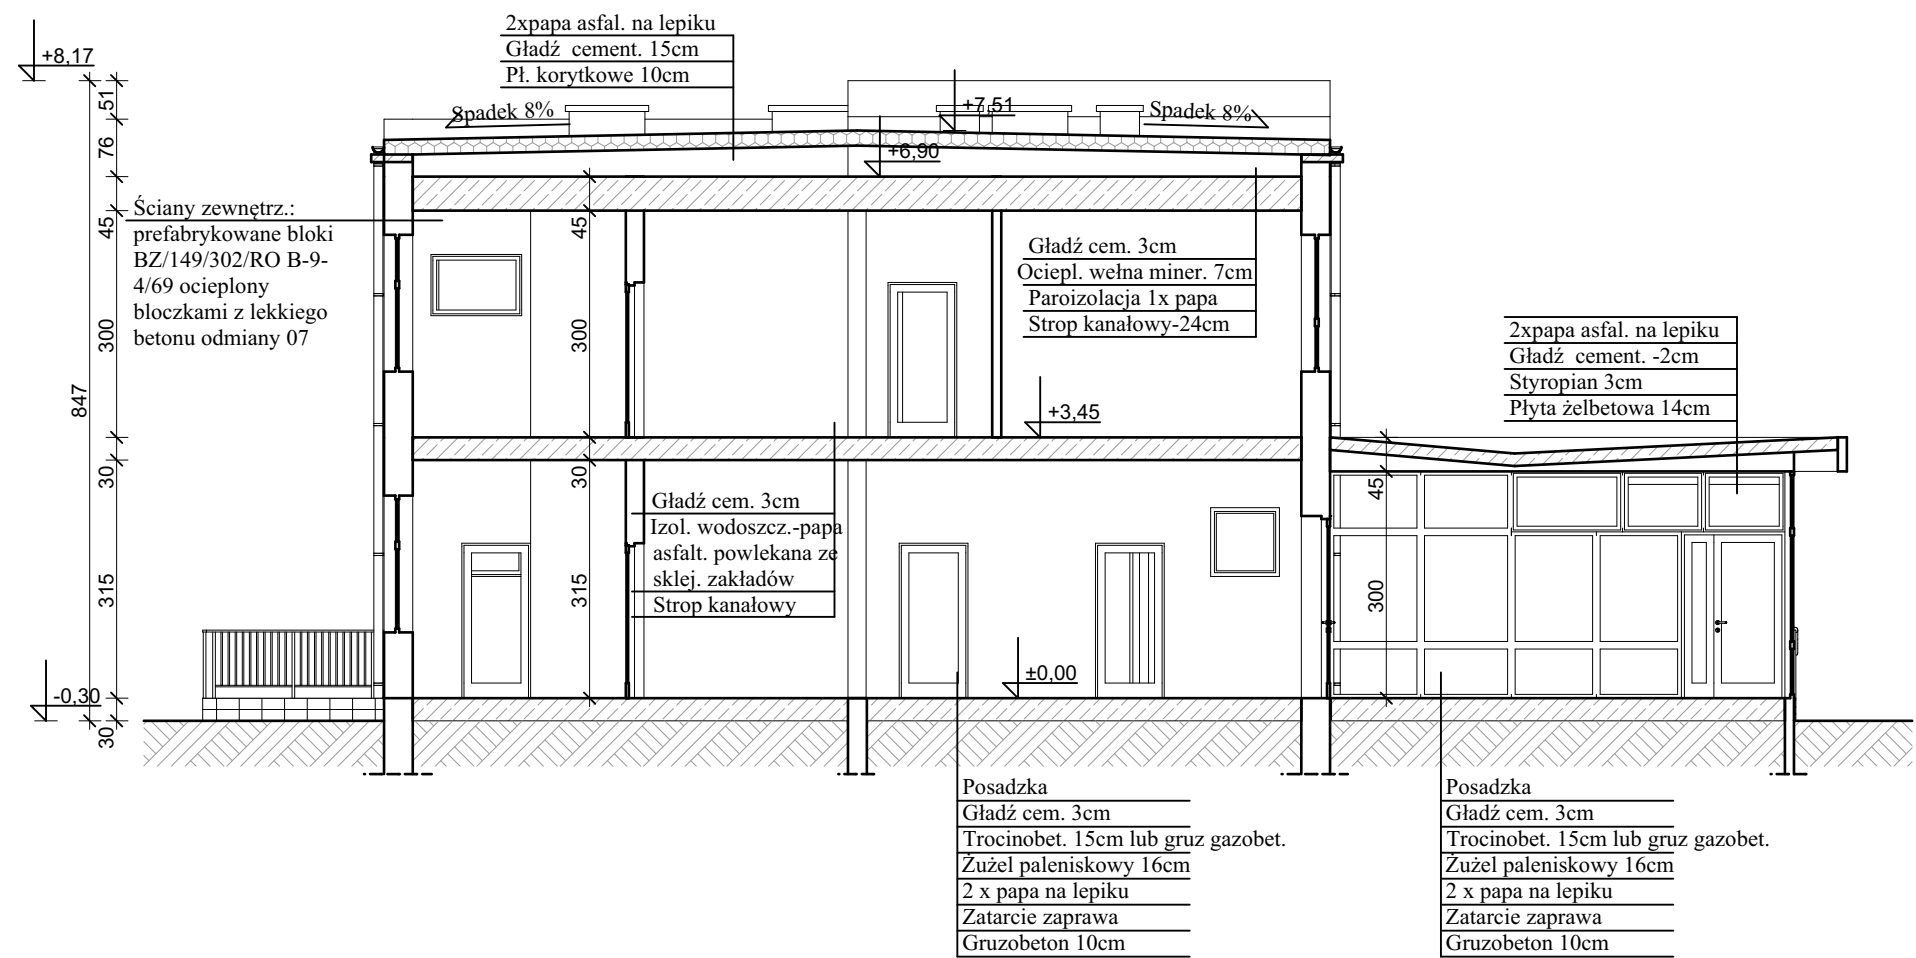 2xpapa asfal. na lepiku
Gładź cement. 15cm
Pł. korytkowe 10cm
+8,17
Spadek 8%
+7,51
Spadek 8%
+6,90
51
76
45
300
847
30
315
30
-0,30
Ściany zewnętrz.:
prefabrykowane bloki
BZ/149/302/RO B-9-
4/69 ocieplony
bloczkami z lekkiego
betonu odmiany 07
45
300
30
315
Gładź cem. 3cm
Ociepl. wełna miner. 7cm
Paroizolacja 1x papa
Strop kanałowy-24cm
+3,45
2xpapa asfal. na lepiku
Gładź cement. -2cm
Styropian 3cm
Płyta żelbetowa 14cm
Gładź cem. 3cm
Izol. wodoszcz.-papa
asfalt. powlekana ze
sklej. zakładów
Strop kanałowy
45
300
±0,00
Posadzka
Gładź cem. 3cm
Trocinobet. 15cm lub gruz gazobet.
Żużel paleniskowy 16cm
2 x papa na lepiku
Zatarcie zaprawa
Gruzobeton 10cm
Posadzka
Gładź cem. 3cm
Trocinobet. 15cm lub gruz gazobet.
Żużel paleniskowy 16cm
2 x papa na lepiku
Zatarcie zaprawa
Gruzobeton 10cm